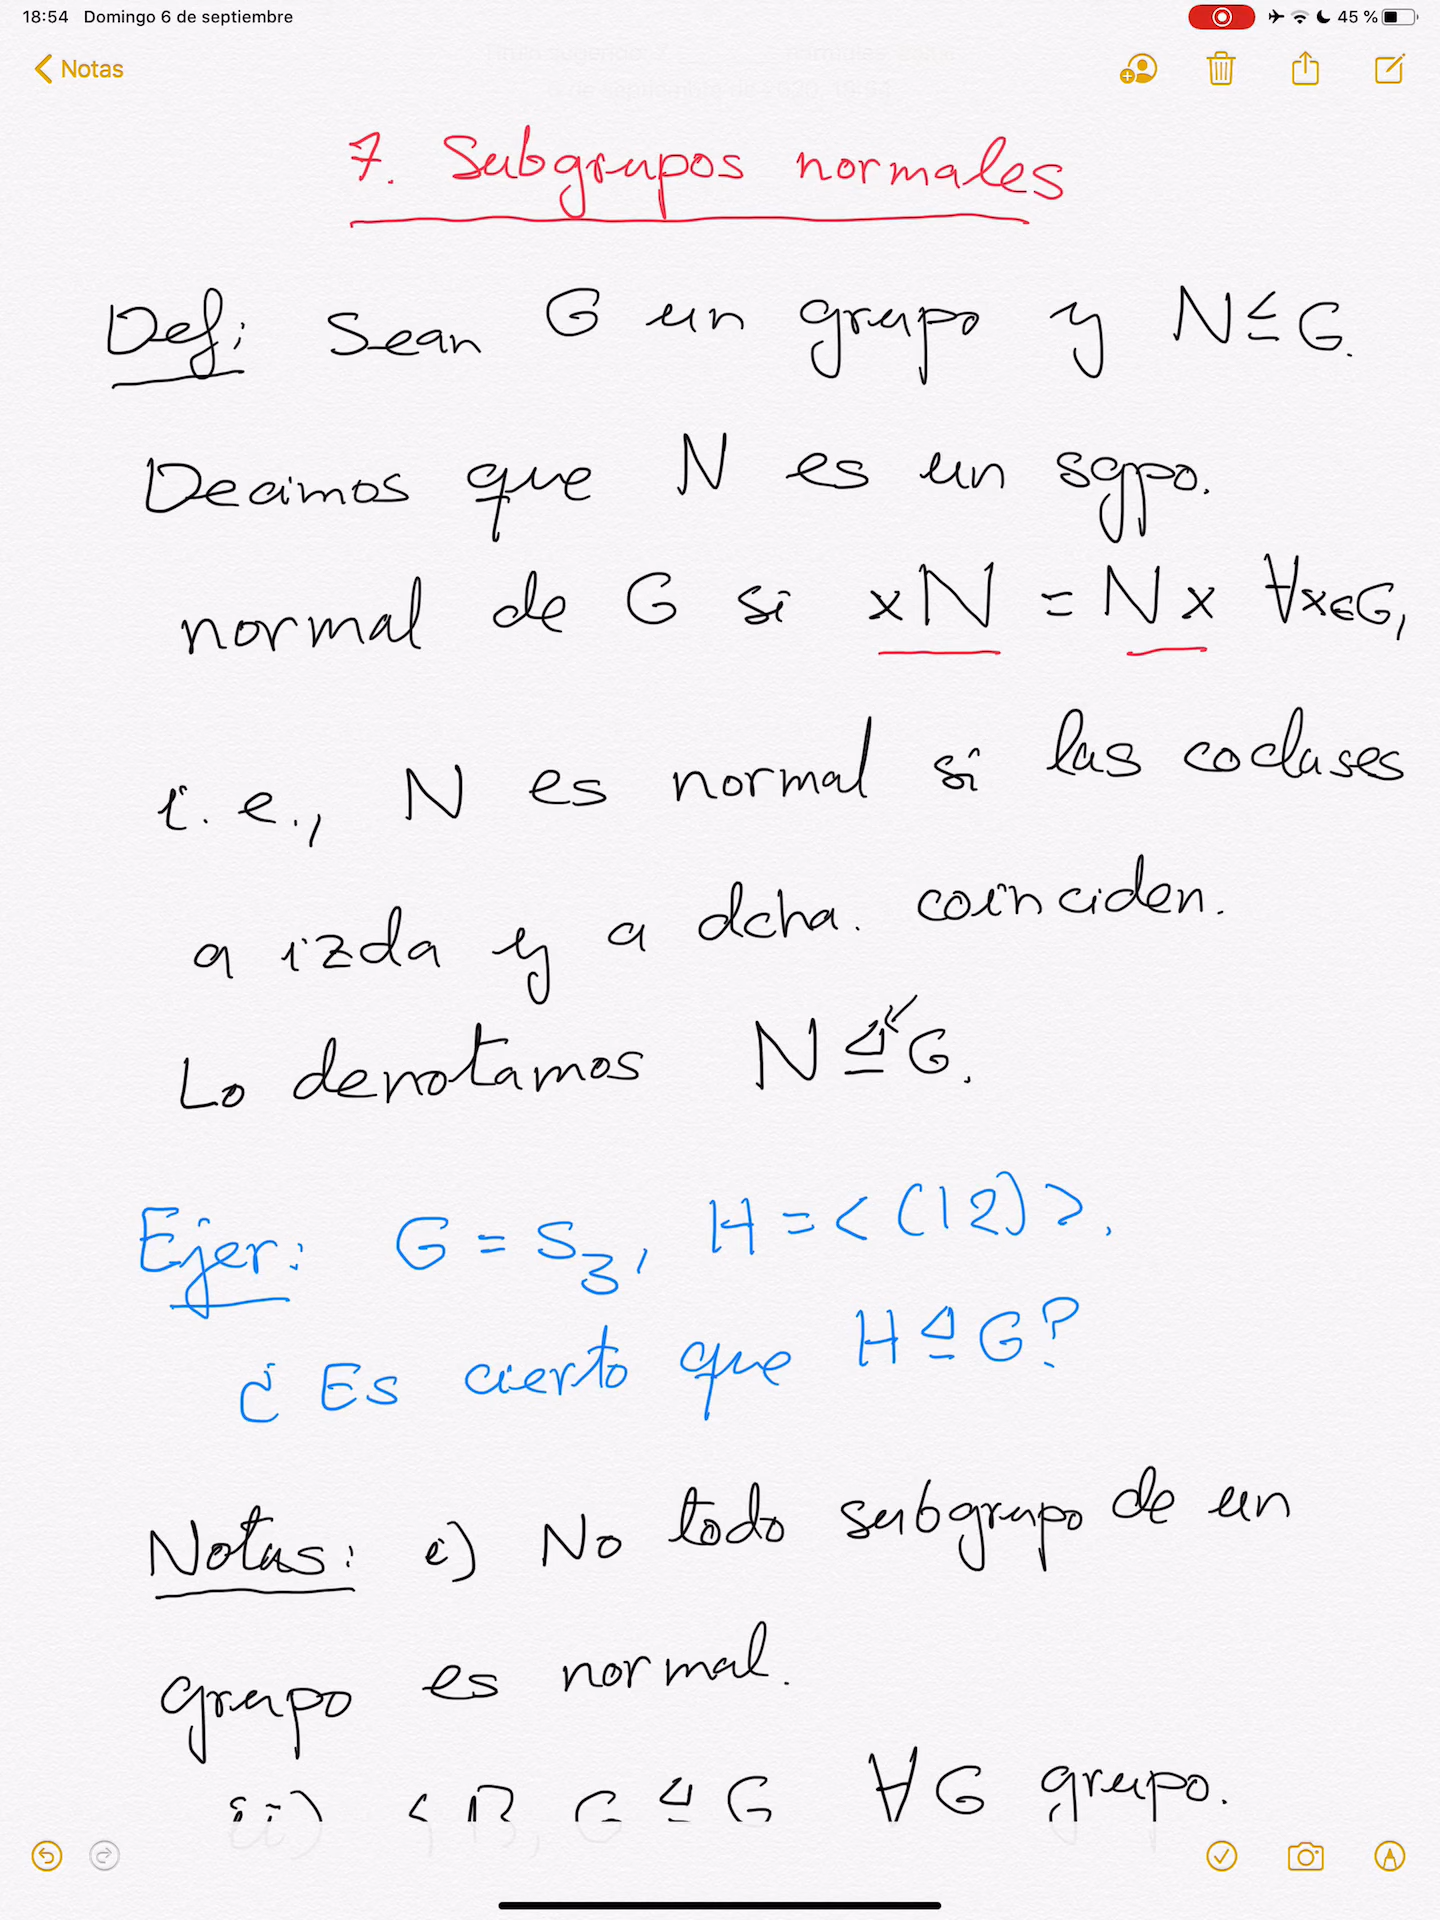 18:54 Domingo 6 de septiembre 45 %
Notas
7. Subgrupos normales
Def: Sean G un grupo y N ≤ G.
Decimos que N es un sgpo.
normal de G si xN = Nx ∀x∈G,
i.e., N es normal si las coclases
a izda y a dcha. coinciden.
Lo denotamos N ⊴ G.
Ejer: G = S₃, H = <(12)>.
¿Es cierto que H ⊴ G?
Notas: i) No todo subgrupo de un
grupo es normal.
ii) G ⊴ G ∀G grupo.